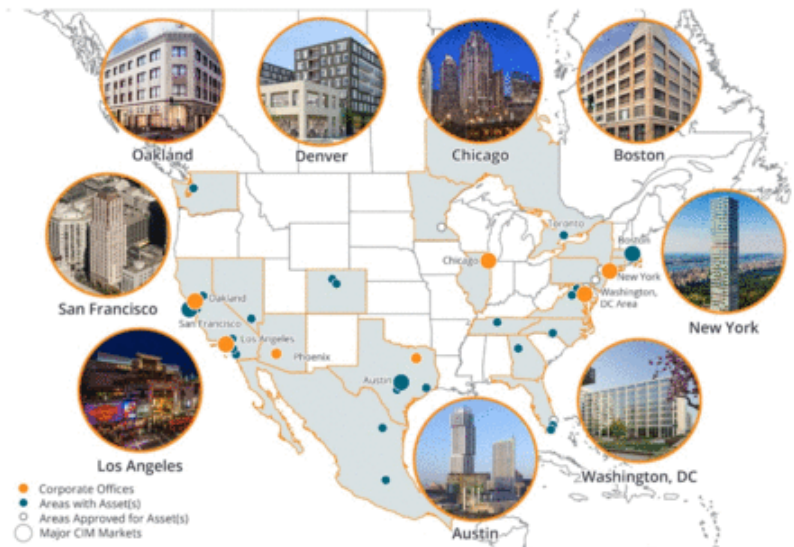 Oakland
Denver
Chicago
Boston
San Francisco
New York
Los Angeles
Washington, DC
Austin
Toronto
Boston
Chicago
New York
Washington,
DC Area
Oakland
San Francisco
Los Angeles
Phoenix
Austin
Corporate Offices
Areas with Asset(s)
Areas Approved for Asset(s)
Major CIM Markets